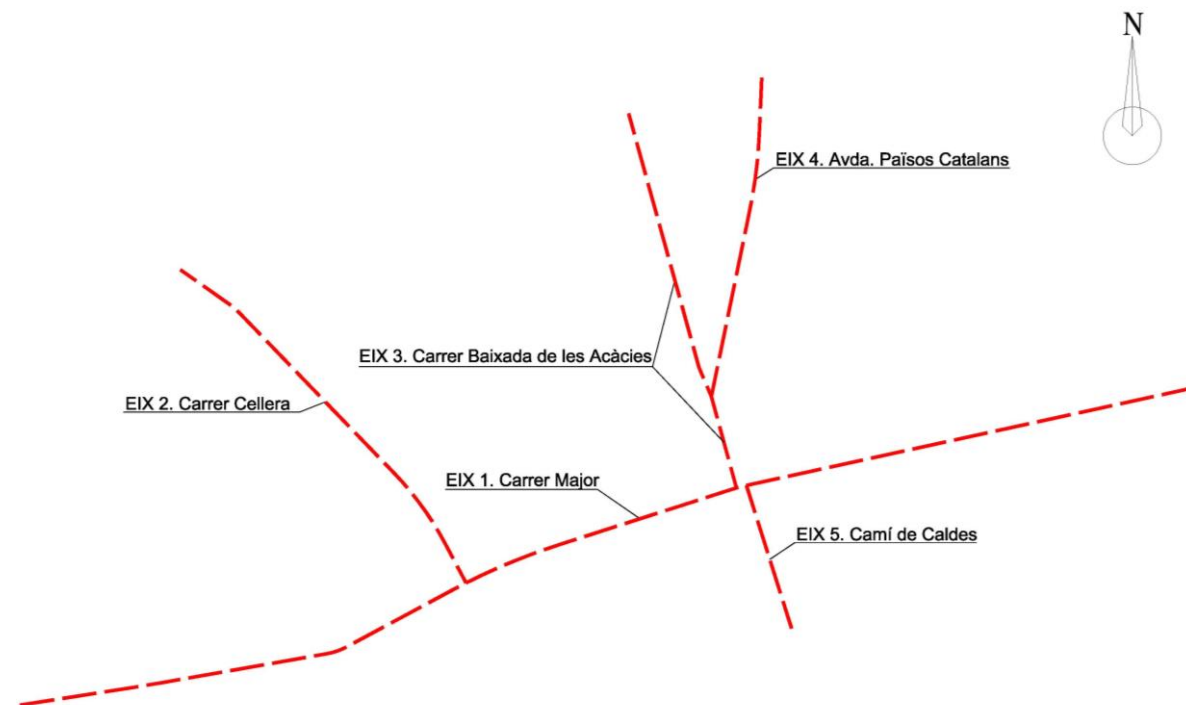 N
EIX 4. Avda. Països Catalans
EIX 3. Carrer Baixada de les Acàcies
EIX 2. Carrer Cellera
EIX 1. Carrer Major
EIX 5. Camí de Caldes